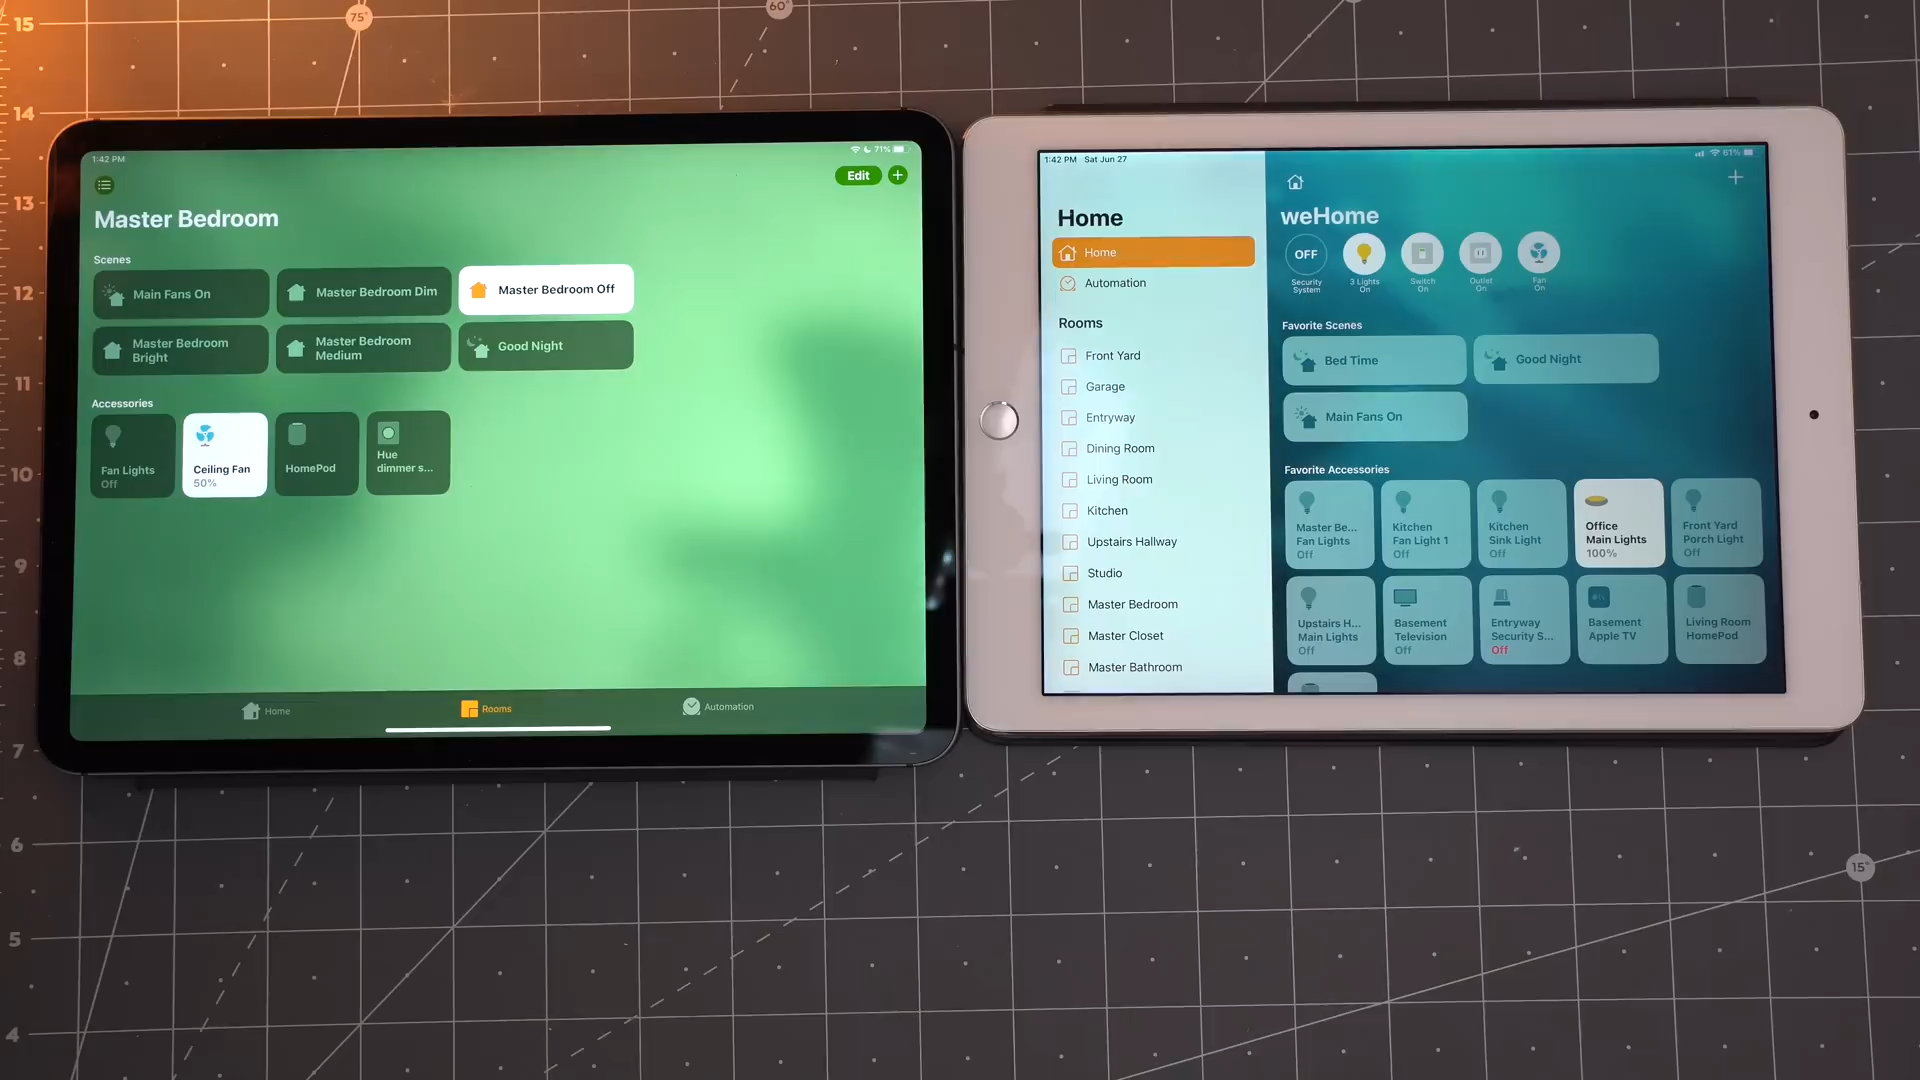 15
14
13
12
11
10
9
8
7
6
5
4
75°
60°
15°
1:42 PM
71%
Edit
Master Bedroom
Scenes
Main Fans On
Master Bedroom Dim
Master Bedroom Off
Master Bedroom
Bright
Master Bedroom
Medium
Good Night
Accessories
Fan Lights
Off
Ceiling Fan
50%
HomePod
Hue
dimmer s...
Home
Rooms
Automation
1:42 PM Sat Jun 27
61%
Home
Home
Automation
Rooms
Front Yard
Garage
Entryway
Dining Room
Living Room
Kitchen
Upstairs Hallway
Studio
Master Bedroom
Master Closet
Master Bathroom
weHome
OFF
Security
System
3 Lights
On
Switch
On
Outlet
On
Fan
On
Favorite Scenes
Bed Time
Good Night
Main Fans On
Favorite Accessories
Master Be...
Fan Lights
Off
Kitchen
Fan Light 1
Off
Kitchen
Sink Light
Off
Office
Main Lights
100%
Front Yard
Porch Light
Off
Upstairs H...
Main Lights
Off
Basement
Television
Off
Entryway
Security S...
Off
Basement
Apple TV
Living Room
HomePod